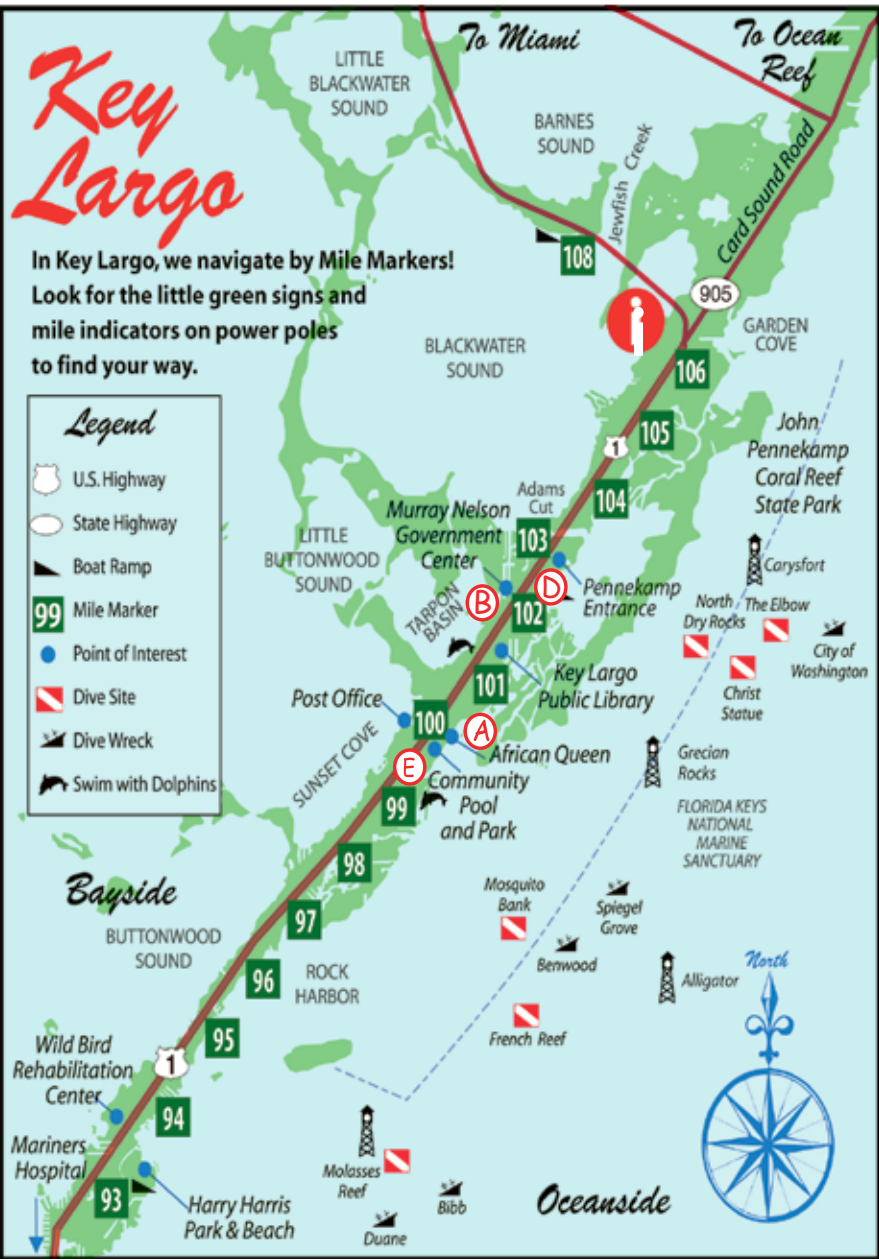 Key
Largo
To Miami
To Ocean
Reef
LITTLE
BLACKWATER
SOUND
BARNES
SOUND
Jewfish Creek
Card Sound Road
In Key Largo, we navigate by Mile Markers!
Look for the little green signs and
mile indicators on power poles
to find your way.
108
905
GARDEN
COVE
BLACKWATER
SOUND
106
Legend
U.S. Highway
State Highway
Boat Ramp
99
Mile Marker
Point of Interest
Dive Site
Dive Wreck
Swim with Dolphins
105
1
John
Pennekamp
Coral Reef
State Park
104
Adams
Cut
Murray Nelson
Government
Center
103
LITTLE
BUTTONWOOD
SOUND
TARPON
BASIN
B
D
102
Pennekamp
Entrance
Carysfort
North
Dry Rocks
The Elbow
City of
Washington
Christ
Statue
101
Key Largo
Public Library
Post Office
100
A
African Queen
SUNSET COVE
E
Community
Pool
and Park
99
Grecian
Rocks
FLORIDA KEYS
NATIONAL
MARINE
SANCTUARY
98
Bayside
97
Mosquito
Bank
Spiegel
Grove
BUTTONWOOD
SOUND
Benwood
96
ROCK
HARBOR
Alligator
North
95
French Reef
Wild Bird
Rehabilitation
Center
1
94
Mariners
Hospital
93
Harry Harris
Park & Beach
Molasses
Reef
Bibb
Duane
Oceanside